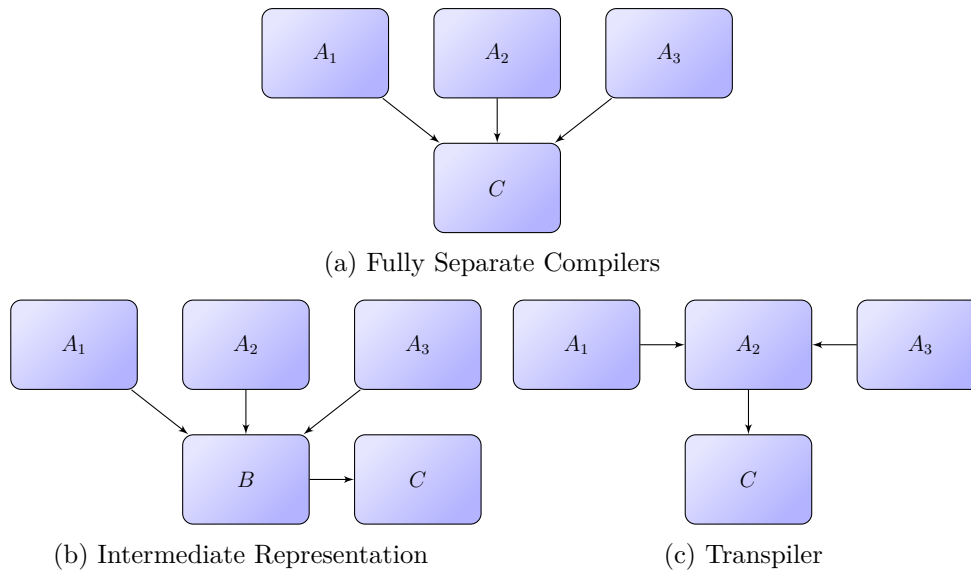 A₁ A₂ A₃
C
(a) Fully Separate Compilers
A₁ A₂ A₃ A₁ A₂ A₃
B C C
(b) Intermediate Representation (c) Transpiler